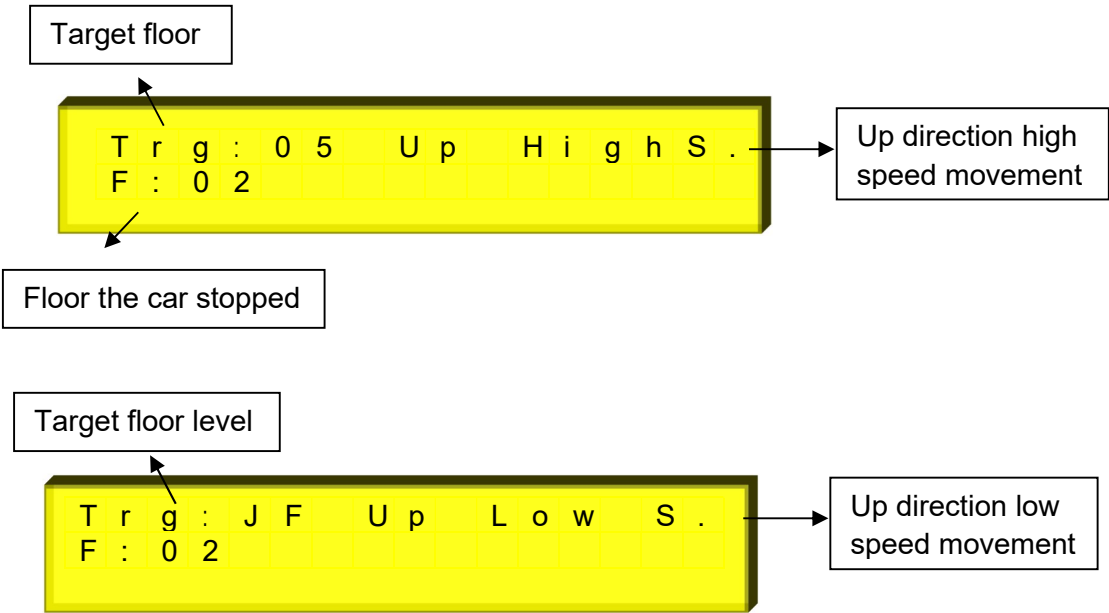 Target floor
Trg:05 Up HighS.
F:02
Up direction high
speed movement
Floor the car stopped
Target floor level
Trg:JF Up Low S.
F:02
Up direction low
speed movement